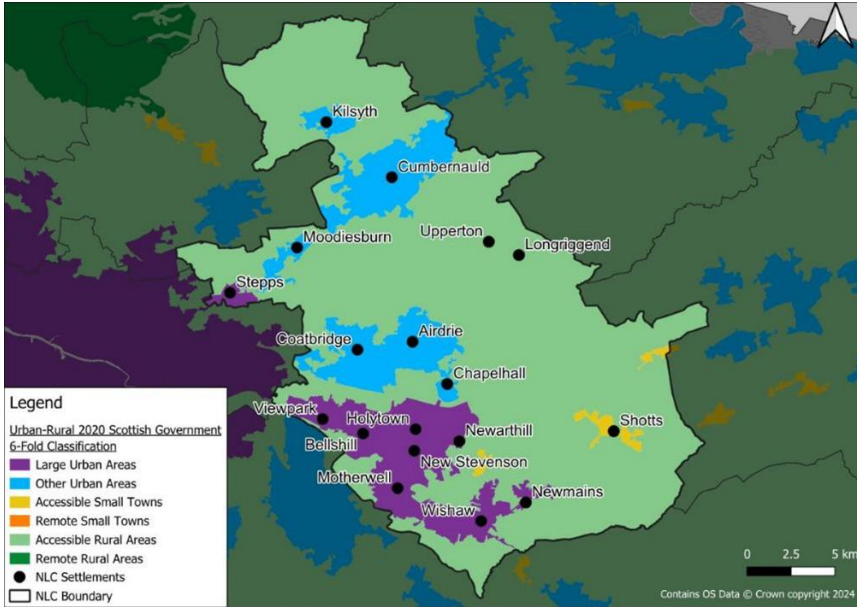 Kilsyth
Cumbernauld
Moodiesburn
Upperton
Longriggend
Stepps
Coatbridge
Airdrie
Chapelhall
Viewpark
Holytown
Bellshill
Newarthill
Shotts
New Stevenson
Motherwell
Newmains
Wishaw
Legend
Urban-Rural 2020 Scottish Government
6-Fold Classification
Large Urban Areas
Other Urban Areas
Accessible Small Towns
Remote Small Towns
Accessible Rural Areas
Remote Rural Areas
NLC Settlements
NLC Boundary
0 2.5 5 km
Contains OS Data © Crown copyright 2024